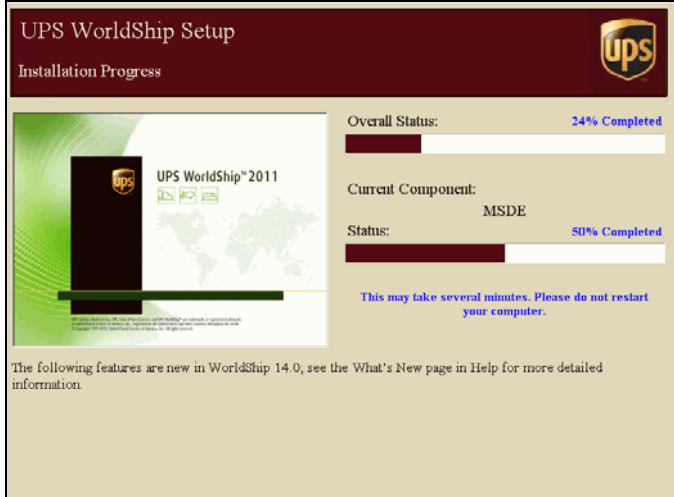 UPS WorldShip Setup
Installation Progress
ups
Overall Status:
24% Completed
ups
UPS WorldShip™ 2011
Current Component:
MSDE
Status:
50% Completed
This may take several minutes. Please do not restart
your computer.
The following features are new in WorldShip 14.0, see the What's New page in Help for more detailed
information.